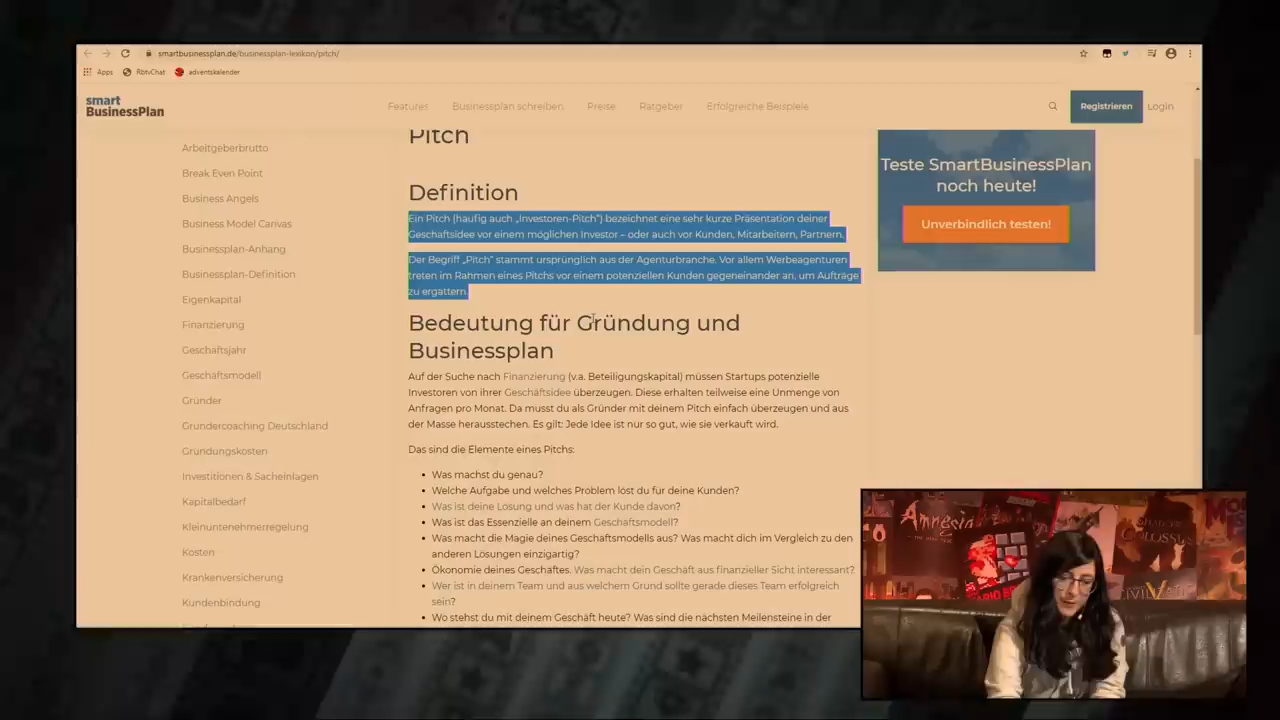 smartbusinessplan.de/businessplan-lexikon/pitch/
Apps RbtvChat adventskalender
smart
BusinessPlan
Features Businessplan schreiben Preise Ratgeber Erfolgreiche Beispiele
Registrieren Login
Arbeitgeberbrutto
Break Even Point
Business Angels
Business Model Canvas
Businessplan-Anhang
Businessplan-Definition
Eigenkapital
Finanzierung
Geschäftsjahr
Geschäftsmodell
Gründer
Gründercoaching Deutschland
Gründungskosten
Investitionen & Sacheinlagen
Kapitalbedarf
Kleinunternehmerregelung
Kosten
Krankenversicherung
Kundenbindung
Pitch
Definition
Ein Pitch (häufig auch „Investoren-Pitch“) bezeichnet eine sehr kurze Präsentation deiner
Geschäftsidee vor einem möglichen Investor – oder auch vor Kunden, Mitarbeitern, Partnern.
Der Begriff „Pitch“ stammt ursprünglich aus der Agenturbranche. Vor allem Werbeagenturen
treten im Rahmen eines Pitchs vor einem potenziellen Kunden gegeneinander an, um Aufträge
zu ergattern.
Bedeutung für Gründung und
Businessplan
Auf der Suche nach Finanzierung (v.a. Beteiligungskapital) müssen Startups potenzielle
Investoren von ihrer Geschäftsidee überzeugen. Diese erhalten teilweise eine Unmenge von
Anfragen pro Monat. Da musst du als Gründer mit deinem Pitch einfach überzeugen und aus
der Masse herausstechen. Es gilt: Jede Idee ist nur so gut, wie sie verkauft wird.
Das sind die Elemente eines Pitchs:
• Was machst du genau?
• Welche Aufgabe und welches Problem löst du für deine Kunden?
• Was ist deine Lösung und was hat der Kunde davon?
• Was ist das Essenzielle an deinem Geschäftsmodell?
• Was macht die Magie deines Geschäftsmodells aus? Was macht dich im Vergleich zu den
anderen Lösungen einzigartig?
• Ökonomie deines Geschäftes. Was macht dein Geschäft aus finanzieller Sicht interessant?
• Wer ist in deinem Team und aus welchem Grund sollte gerade dieses Team erfolgreich
sein?
• Wo stehst du mit deinem Geschäft heute? Was sind die nächsten Meilensteine in der
Teste SmartBusinessPlan
noch heute!
Unverbindlich testen!
Amnesia
COLOSSUS